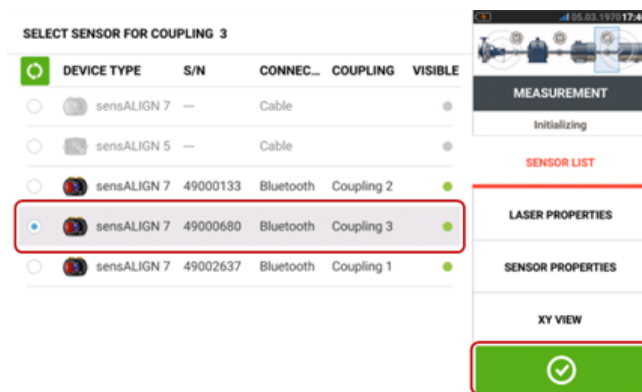 05.03.1970 17:4
SELECT SENSOR FOR COUPLING 3
DEVICE TYPE S/N CONNEC... COUPLING VISIBLE
sensALIGN 7 — Cable
sensALIGN 5 — Cable
sensALIGN 7 49000133 Bluetooth Coupling 2
sensALIGN 7 49000680 Bluetooth Coupling 3
sensALIGN 7 49002637 Bluetooth Coupling 1
MEASUREMENT
Initializing
SENSOR LIST
LASER PROPERTIES
SENSOR PROPERTIES
XY VIEW